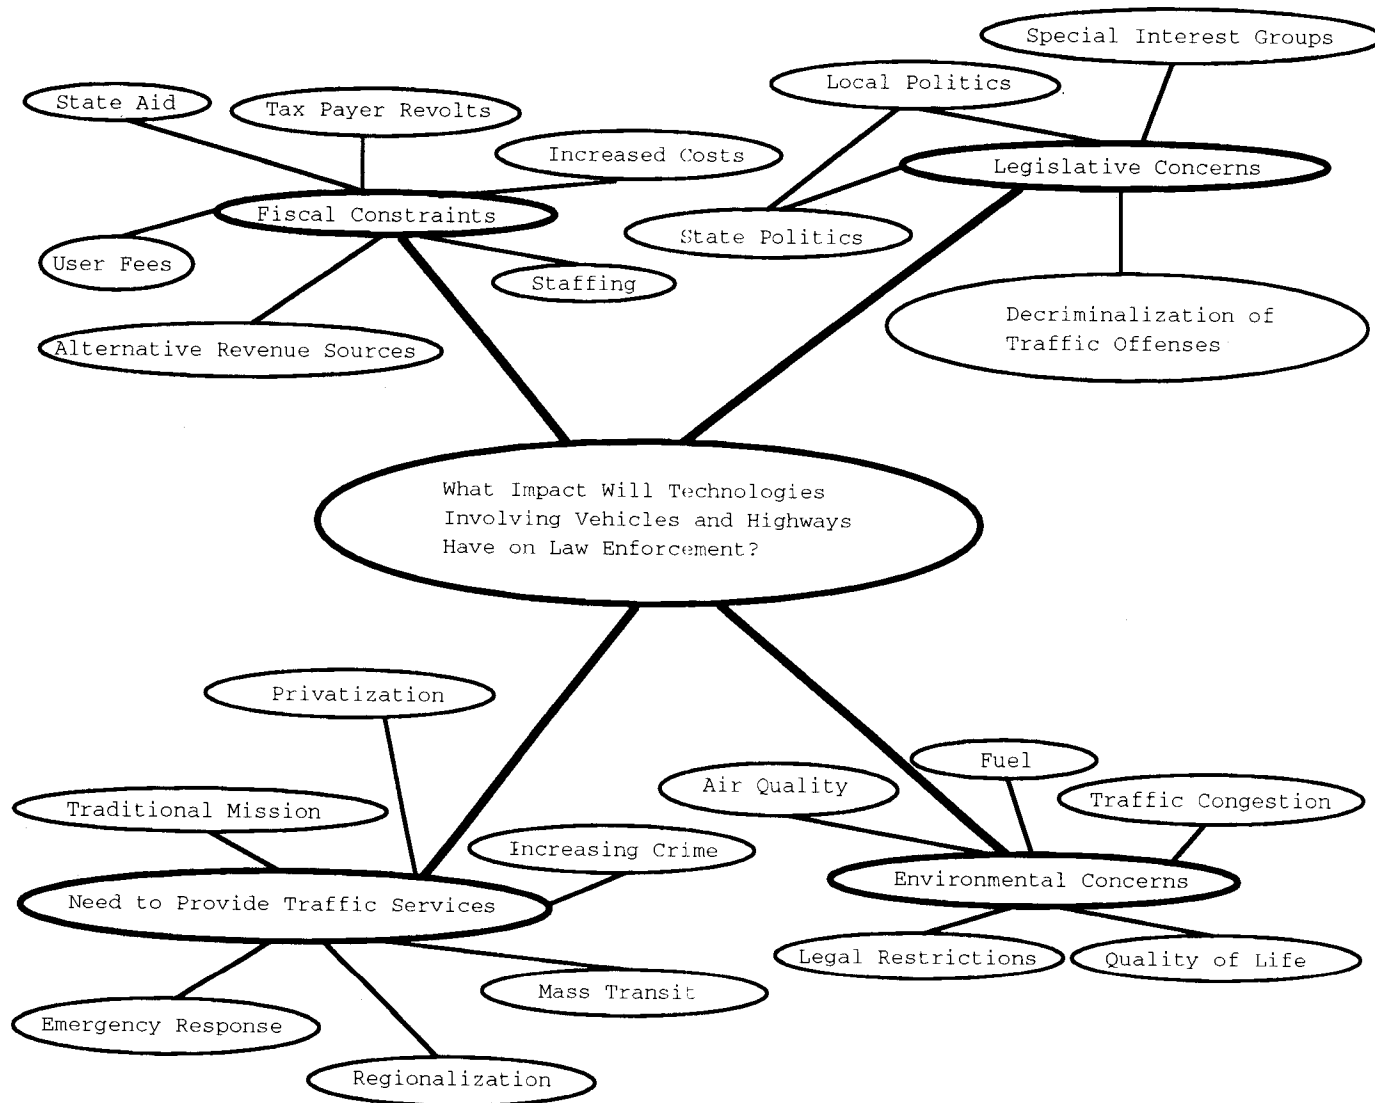 Special Interest Groups
Local Politics
State Aid
Tax Payer Revolts
Increased Costs
Legislative Concerns
Fiscal Constraints
State Politics
User Fees
Staffing
Decriminalization of
Traffic Offenses
Alternative Revenue Sources
What Impact Will Technologies
Involving Vehicles and Highways
Have on Law Enforcement?
Privatization
Fuel
Air Quality
Traffic Congestion
Traditional Mission
Increasing Crime
Environmental Concerns
Need to Provide Traffic Services
Legal Restrictions
Quality of Life
Mass Transit
Emergency Response
Regionalization